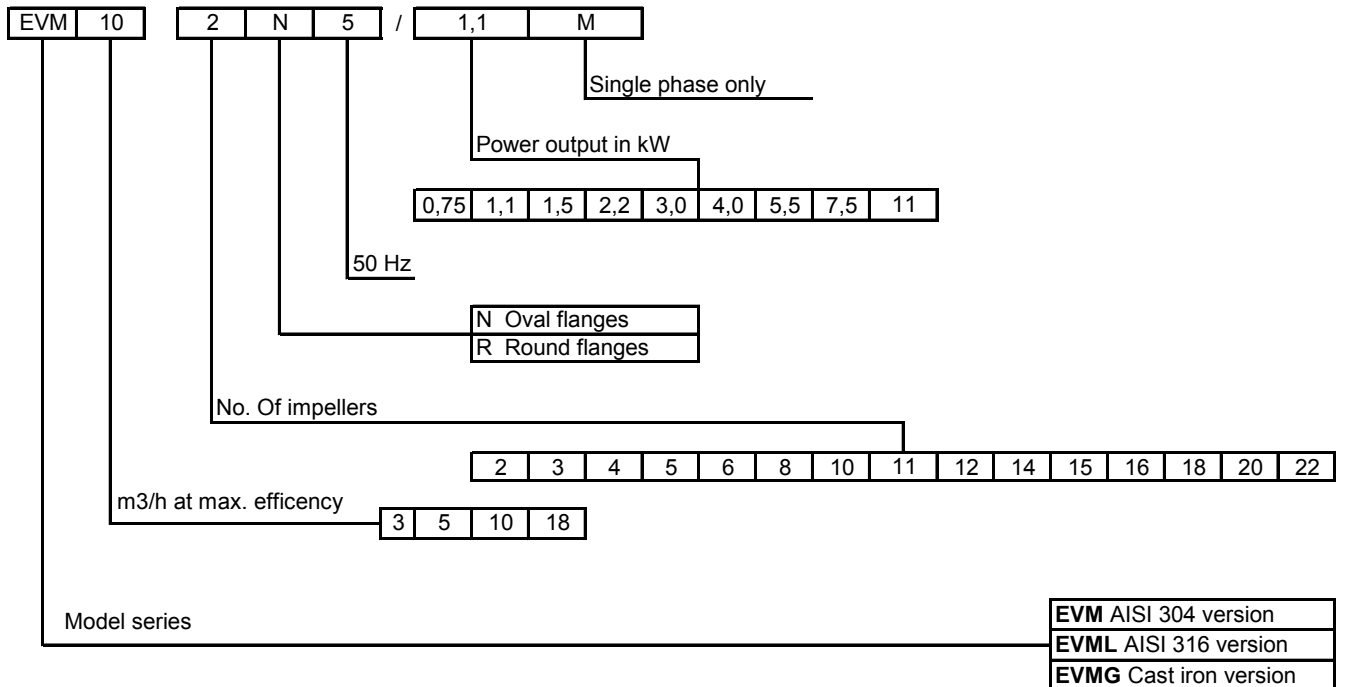 EVM 10 2 N 5 / 1,1 M
Single phase only
Power output in kW
0,75 1,1 1,5 2,2 3,0 4,0 5,5 7,5 11
50 Hz
N Oval flanges
R Round flanges
No. Of impellers
2 3 4 5 6 8 10 11 12 14 15 16 18 20 22
m3/h at max. efficency
3 5 10 18
Model series
EVM AISI 304 version
EVML AISI 316 version
EVMG Cast iron version